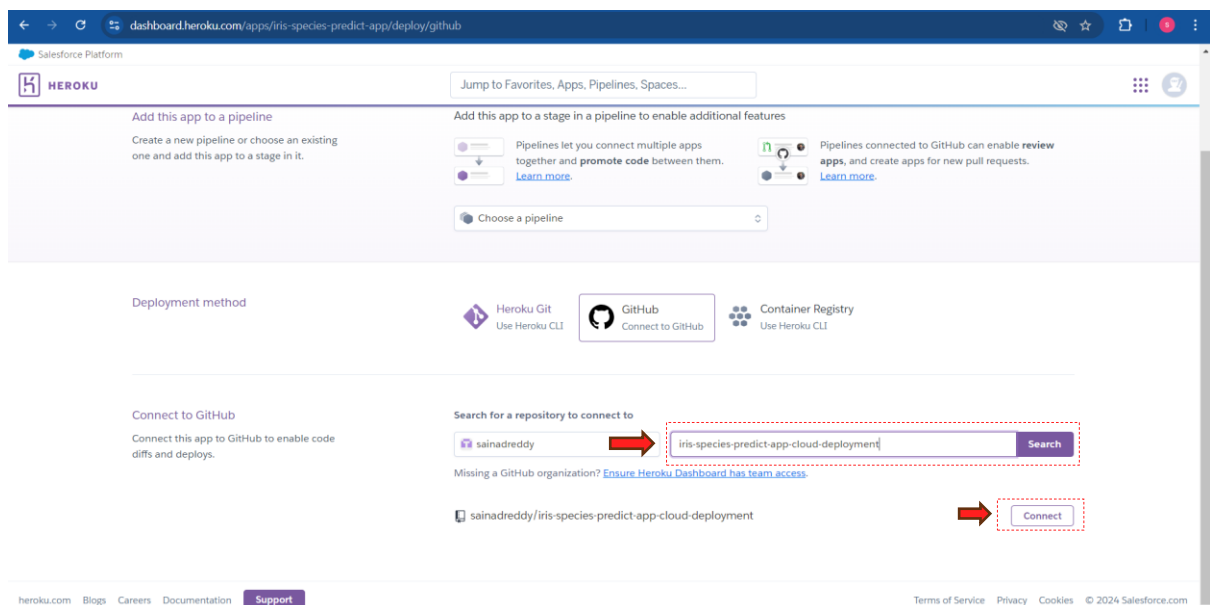 dashboard.heroku.com/apps/iris-species-predict-app/deploy/github
S
Salesforce Platform
HEROKU
Jump to Favorites, Apps, Pipelines, Spaces...
Add this app to a pipeline
Create a new pipeline or choose an existing
one and add this app to a stage in it.
Add this app to a stage in a pipeline to enable additional features
Pipelines let you connect multiple apps
together and promote code between them.
Learn more.
Pipelines connected to GitHub can enable review
apps, and create apps for new pull requests.
Learn more.
Choose a pipeline
Deployment method
Heroku Git
Use Heroku CLI
GitHub
Connect to GitHub
Container Registry
Use Heroku CLI
Connect to GitHub
Connect this app to GitHub to enable code
diffs and deploys.
Search for a repository to connect to
sainadreddy
iris-species-predict-app-cloud-deployment
Search
Missing a GitHub organization? Ensure Heroku Dashboard has team access.
sainadreddy/iris-species-predict-app-cloud-deployment
Connect
heroku.com Blogs Careers Documentation Support
Terms of Service Privacy Cookies © 2024 Salesforce.com